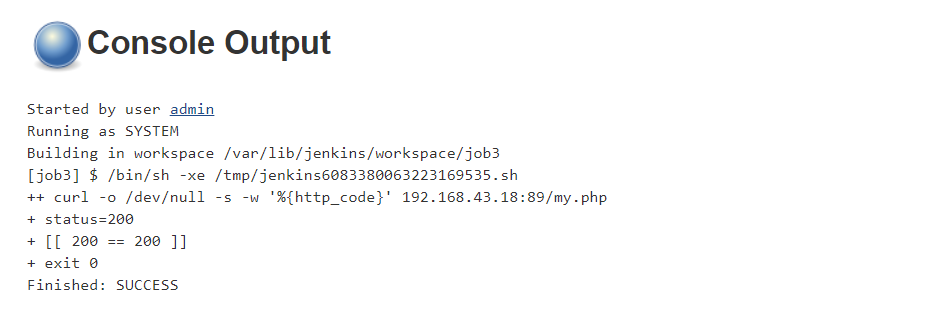 Console Output
Started by user admin
Running as SYSTEM
Building in workspace /var/lib/jenkins/workspace/job3
[job3] $ /bin/sh -xe /tmp/jenkins6083380063223169535.sh
++ curl -o /dev/null -s -w '%{http_code}' 192.168.43.18:89/my.php
+ status=200
+ [[ 200 == 200 ]]
+ exit 0
Finished: SUCCESS